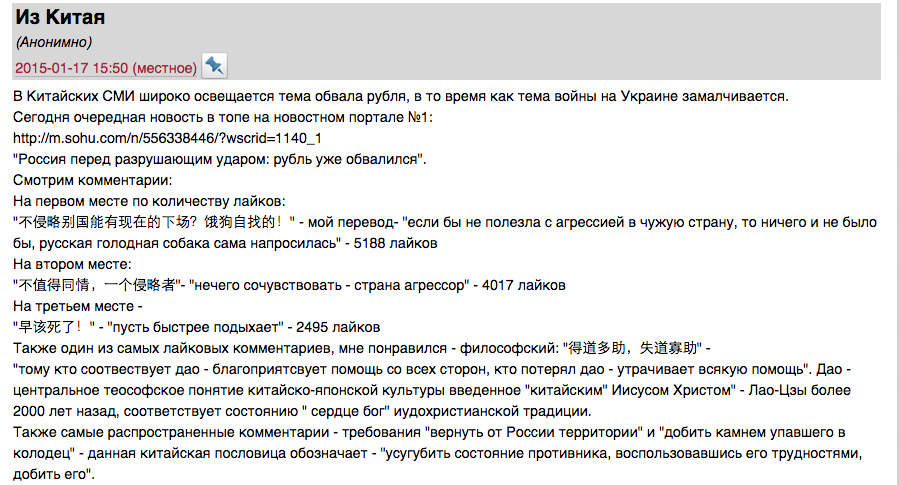 Из Китая
(Анонимно)
2015-01-17 15:50 (местное)
В Китайских СМИ широко освещается тема обвала рубля, в то время как тема войны на Украине замалчивается.
Сегодня очередная новость в топе на новостном портале №1:
http://m.sohu.com/n/556338446/?wscrid=1140_1
"Россия перед разрушающим ударом: рубль уже обвалился".
Смотрим комментарии:
На первом месте по количеству лайков:
"不侵略别国能有现在的下场？饿狗自找的！" - мой перевод- "если бы не полезла с агрессией в чужую страну, то ничего и не было
бы, русская голодная собака сама напросилась" - 5188 лайков
На втором месте:
"不值得同情，一个侵略者"- "нечего сочувствовать - страна агрессор" - 4017 лайков
На третьем месте -
"早该死了！" - "пусть быстрее подыхает" - 2495 лайков
Также один из самых лайковых комментариев, мне понравился - философский: "得道多助，失道寡助" -
"тому кто соотвествует дао - благоприятсвует помощь со всех сторон, кто потерял дао - утрачивает всякую помощь". Дао -
центральное теософское понятие китайско-японской культуры введенное "китайским" Иисусом Христом" - Лао-Цзы более
2000 лет назад, соответствует состоянию " сердце бог" иудохристианской традиции.
Также самые распространенные комментарии - требования "вернуть от России территории" и "добить камнем упавшего в
колодец" - данная китайская пословица обозначает - "усугубить состояние противника, воспользовавшись его трудностями,
добить его".